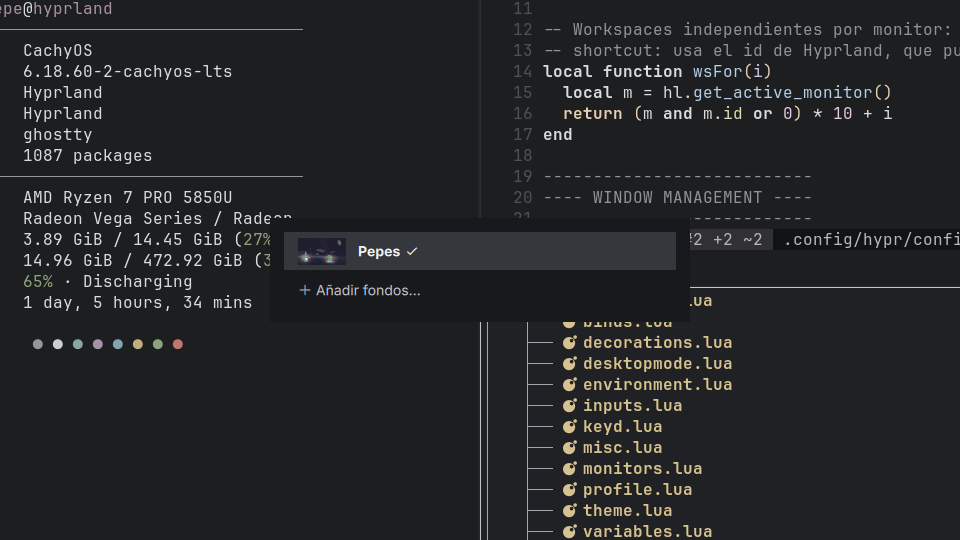 epe@hyprland
CachyOS
6.18.60-2-cachyos-lts
Hyprland
Hyprland
ghostty
1087 packages
AMD Ryzen 7 PRO 5850U
Radeon Vega Series / Radeon
3.89 GiB / 14.45 GiB (27%
14.96 GiB / 472.92 GiB (3
65% · Discharging
1 day, 5 hours, 34 mins
Pepes ✓
+ Añadir fondos...
11
12 -- Workspaces independientes por monitor:
13 -- shortcut: usa el id de Hyprland, que pu
14 local function wsFor(i)
15 local m = hl.get_active_monitor()
16 return (m and m.id or 0) * 10 + i
17 end
18
19 ---------------------------
20 ---- WINDOW MANAGEMENT ----
21 ---------------------------
2 +2 ~2 .config/hypr/confi
ua
binds.lua
decorations.lua
desktopmode.lua
environment.lua
inputs.lua
keyd.lua
misc.lua
monitors.lua
profile.lua
theme.lua
variables.lua